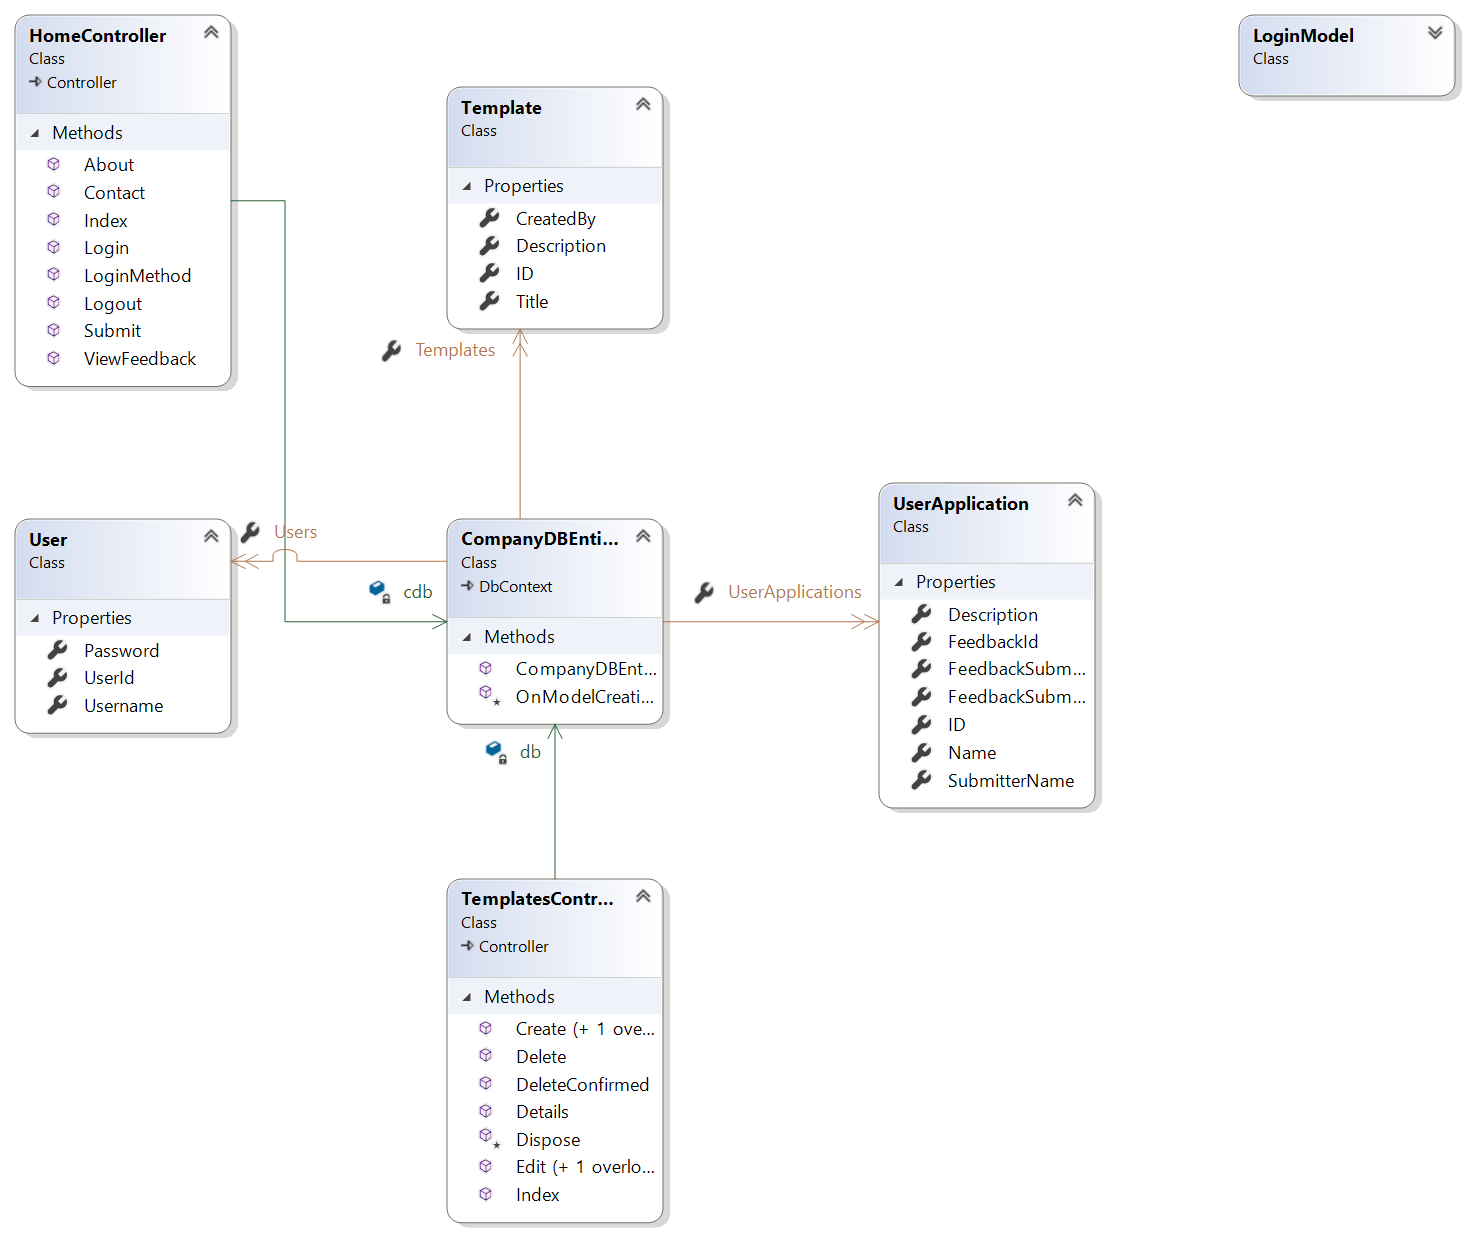 HomeController
Class
Controller
Methods
About
Contact
Index
Login
LoginMethod
Logout
Submit
ViewFeedback
Template
Class
Properties
CreatedBy
Description
ID
Title
LoginModel
Class
Templates
User
Class
Properties
Password
UserId
Username
Users
cdb
CompanyDBEnti...
Class
DbContext
Methods
CompanyDBEnt...
OnModelCreati...
UserApplications
UserApplication
Class
Properties
Description
FeedbackId
FeedbackSubm...
FeedbackSubm...
ID
Name
SubmitterName
db
TemplatesContr...
Class
Controller
Methods
Create (+ 1 ove...
Delete
DeleteConfirmed
Details
Dispose
Edit (+ 1 overlo...
Index